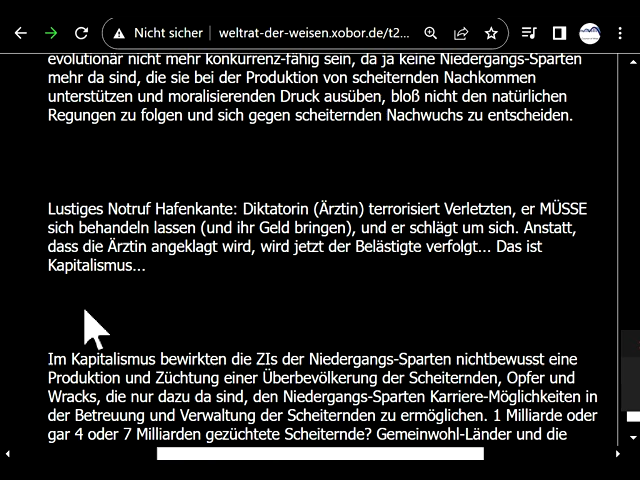 Nicht sicher weltrat-der-weisen.xobor.de/t2...
evolutionär nicht mehr konkurrenz-fähig sein, da ja keine Niedergangs-Sparten
mehr da sind, die sie bei der Produktion von scheiternden Nachkommen
unterstützen und moralisierenden Druck ausüben, bloß nicht den natürlichen
Regungen zu folgen und sich gegen scheiternden Nachwuchs zu entscheiden.
Lustiges Notruf Hafenkante: Diktatorin (Ärztin) terrorisiert Verletzten, er MÜSSE
sich behandeln lassen (und ihr Geld bringen), und er schlägt um sich. Anstatt,
dass die Ärztin angeklagt wird, wird jetzt der Belästigte verfolgt... Das ist
Kapitalismus...
Im Kapitalismus bewirkten die ZIs der Niedergangs-Sparten nichtbewusst eine
Produktion und Züchtung einer Überbevölkerung der Scheiternden, Opfer und
Wracks, die nur dazu da sind, den Niedergangs-Sparten Karriere-Möglichkeiten in
der Betreuung und Verwaltung der Scheiternden zu ermöglichen. 1 Milliarde oder
gar 4 oder 7 Milliarden gezüchtete Scheiternde? Gemeinwohl-Länder und die